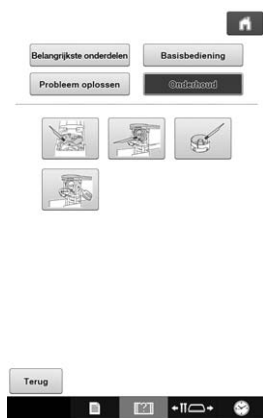 Belangrijkste onderdelen
Basisbediening
Probleem oplossen
Onderhoud
Terug